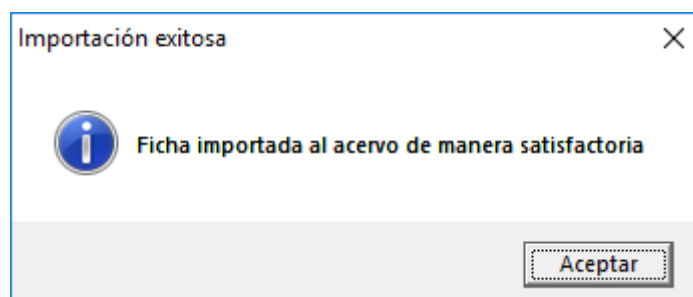 Importación exitosa
Ficha importada al acervo de manera satisfactoria
Aceptar